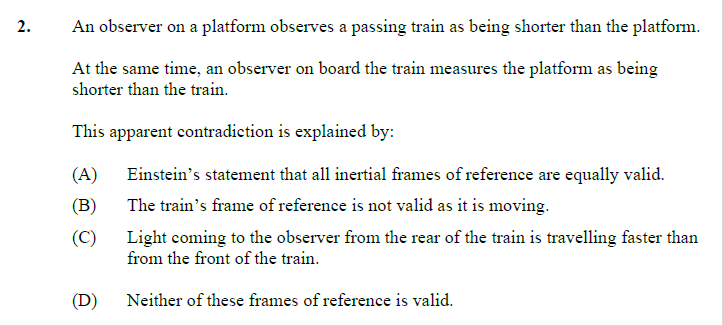 2. An observer on a platform observes a passing train as being shorter than the platform.
At the same time, an observer on board the train measures the platform as being
shorter than the train.
This apparent contradiction is explained by:
(A) Einstein's statement that all inertial frames of reference are equally valid.
(B) The train's frame of reference is not valid as it is moving.
(C) Light coming to the observer from the rear of the train is travelling faster than
from the front of the train.
(D) Neither of these frames of reference is valid.